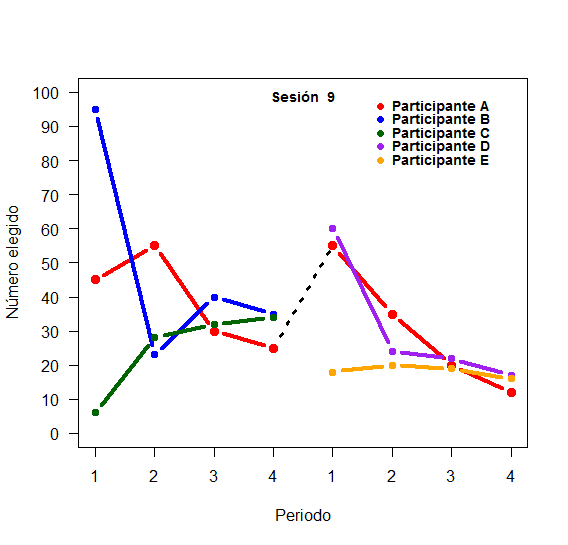 Sesión 9
Participante A
Participante B
Participante C
Participante D
Participante E
Número elegido
100
90
80
70
60
50
40
30
20
10
0
1 2 3 4 1 2 3 4
Periodo